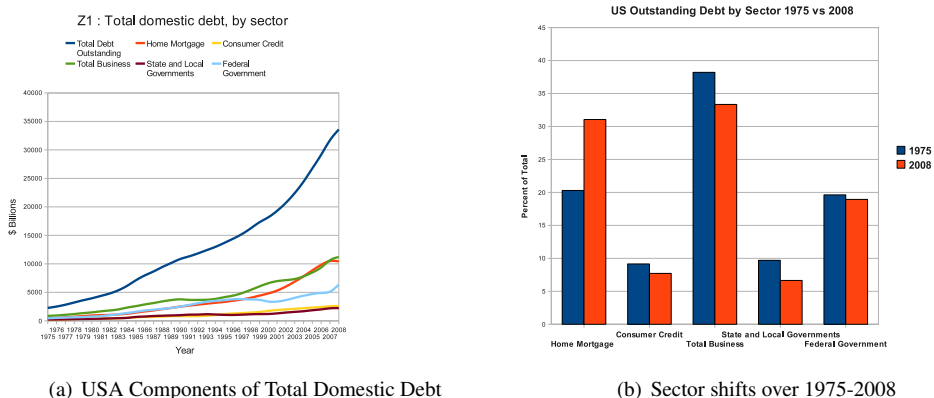 Z1 : Total domestic debt, by sector
Total Debt Outstanding
Home Mortgage
Consumer Credit
Total Business
State and Local Governments
Federal Government
40000
35000
30000
25000
20000
15000
10000
5000
0
$ Billions
1976 1978 1980 1982 1984 1986 1988 1990 1992 1994 1996 1998 2000 2002 2004 2006 2008
1975 1977 1979 1981 1983 1985 1987 1989 1991 1993 1995 1997 1999 2001 2003 2005 2007
Year
(a) USA Components of Total Domestic Debt
US Outstanding Debt by Sector 1975 vs 2008
45
40
35
30
25
20
15
10
5
0
Percent of Total
1975
2008
Consumer Credit
State and Local Governments
Home Mortgage
Total Business
Federal Government
(b) Sector shifts over 1975-2008